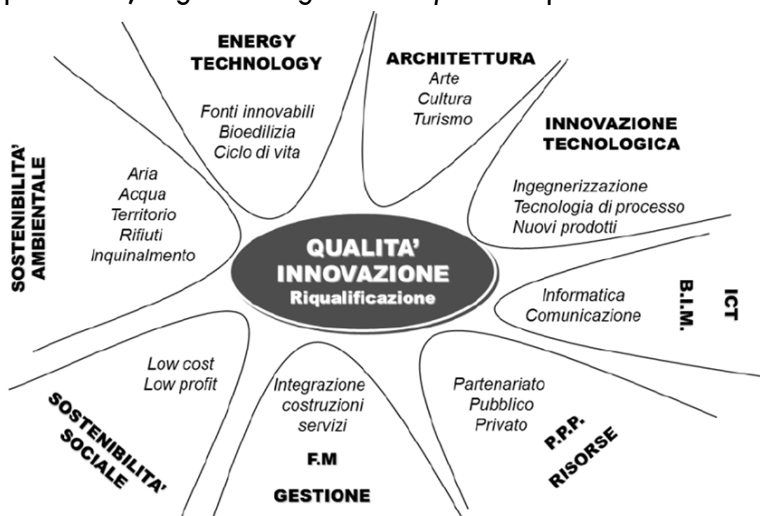 ENERGY
TECHNOLOGY
Fonti innovabili
Bioedilizia
Ciclo di vita
ARCHITETTURA
Arte
Cultura
Turismo
INNOVAZIONE
TECNOLOGICA
Ingegnerizzazione
Tecnologia di processo
Nuovi prodotti
SOSTENIBILITA'
AMBIENTALE
Aria
Acqua
Territorio
Rifiuti
Inquinalmento
QUALITA'
INNOVAZIONE
Riqualificazione
Informatica
Comunicazione
B.I.M.
ICT
Low cost
Low profit
SOSTENIBILITA'
SOCIALE
Integrazione
costruzioni
servizi
F.M
GESTIONE
Partenariato
Pubblico
Privato
P.P.P.
RISORSE